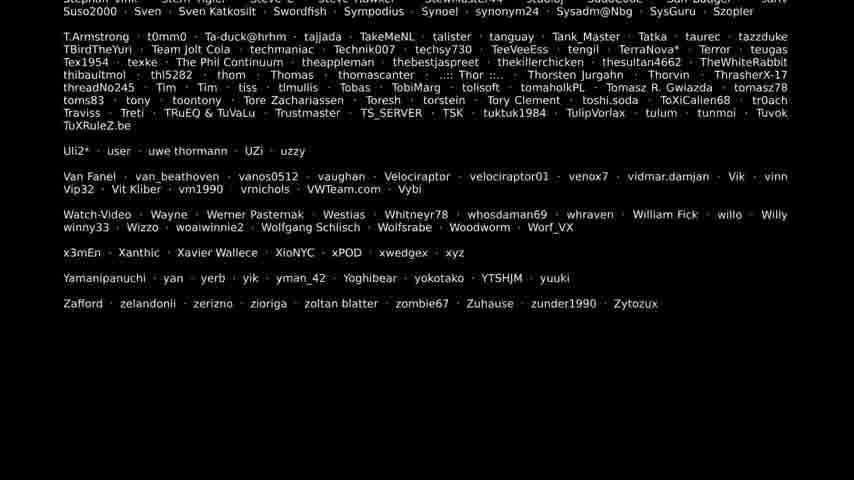 Suso2000 · Sven · Sven Katkosilt · Swordfish · Sympodius · Synoel · synonym24 · Sysadm@Nbg · SysGuru · Szopler
T.Armstrong · t0mm0 · Ta-duck@hrhm · tajjada · TakeMeNL · talister · tanguay · Tank_Master · Tatka · taurec · tazzduke
TBirdTheYuri · Team Jolt Cola · techmaniac · Technik007 · techsy730 · TeeVeeEss · tengil · TerraNova* · Terror · teugas
Tex1954 · texke · The Phil Continuum · theappleman · thebestjaspreet · thekillerchicken · thesultan4662 · TheWhiteRabbit
thibaultmol · thl5282 · thom · Thomas · thomascanter · ..:: Thor ::.. · Thorsten Jurgahn · Thorvin · ThrasherX-17
threadNo245 · Tim · Tim · tiss · tlmullis · Tobas · TobiMarg · tolisoft · tomaholkPL · Tomasz R. Gwiazda · tomasz78
toms83 · tony · toontony · Tore Zachariassen · Toresh · torstein · Tory Clement · toshi.soda · ToXiCalien68 · tr0ach
Traviss · Treti · TRuEQ & TuVaLu · Trustmaster · TS_SERVER · TSK · tuktuk1984 · TulipVorlax · tulum · tunmoi · Tuvok
TuXRuleZ.be
Uli2* · user · uwe thormann · UZi · uzzy
Van Fanel · van_beathoven · vanos0512 · vaughan · Velociraptor · velociraptor01 · venox7 · vidmar.damjan · Vik · vinn
Vip32 · Vit Kliber · vm1990 · vrnichols · VWTeam.com · Vybi
Watch-Video · Wayne · Werner Pasternak · Westias · Whitneyr78 · whosdaman69 · whraven · William Fick · willo · Willy
winny33 · Wizzo · woaiwinnie2 · Wolfgang Schlisch · Wolfsrabe · Woodworm · Worf_VX
x3mEn · Xanthic · Xavier Wallece · XioNYC · xPOD · xwedgex · xyz
Yamanipanuchi · yan · yerb · yik · yman_42 · Yoghibear · yokotako · YTSHJM · yuuki
Zafford · zelandonii · zerizno · zioriga · zoltan blatter · zombie67 · Zuhause · zunder1990 · Zytozux